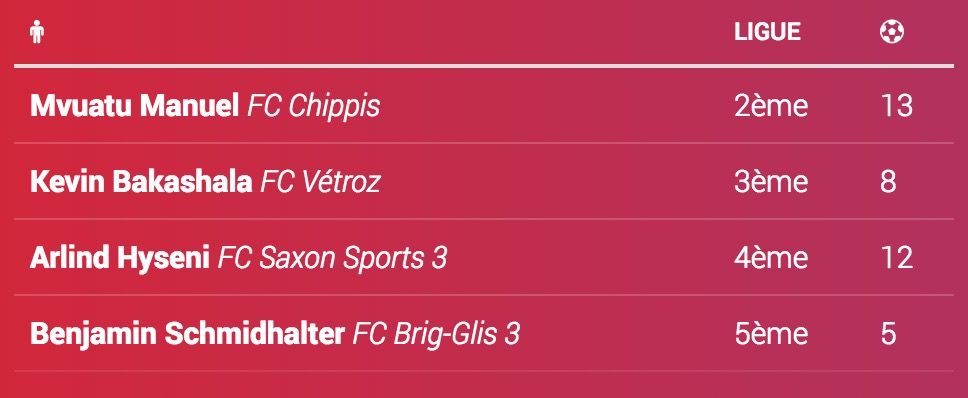 LIGUE
Mvuatu Manuel FC Chippis 2ème 13
Kevin Bakashala FC Vétroz 3ème 8
Arlind Hyseni FC Saxon Sports 3 4ème 12
Benjamin Schmidhalter FC Brig-Glis 3 5ème 5